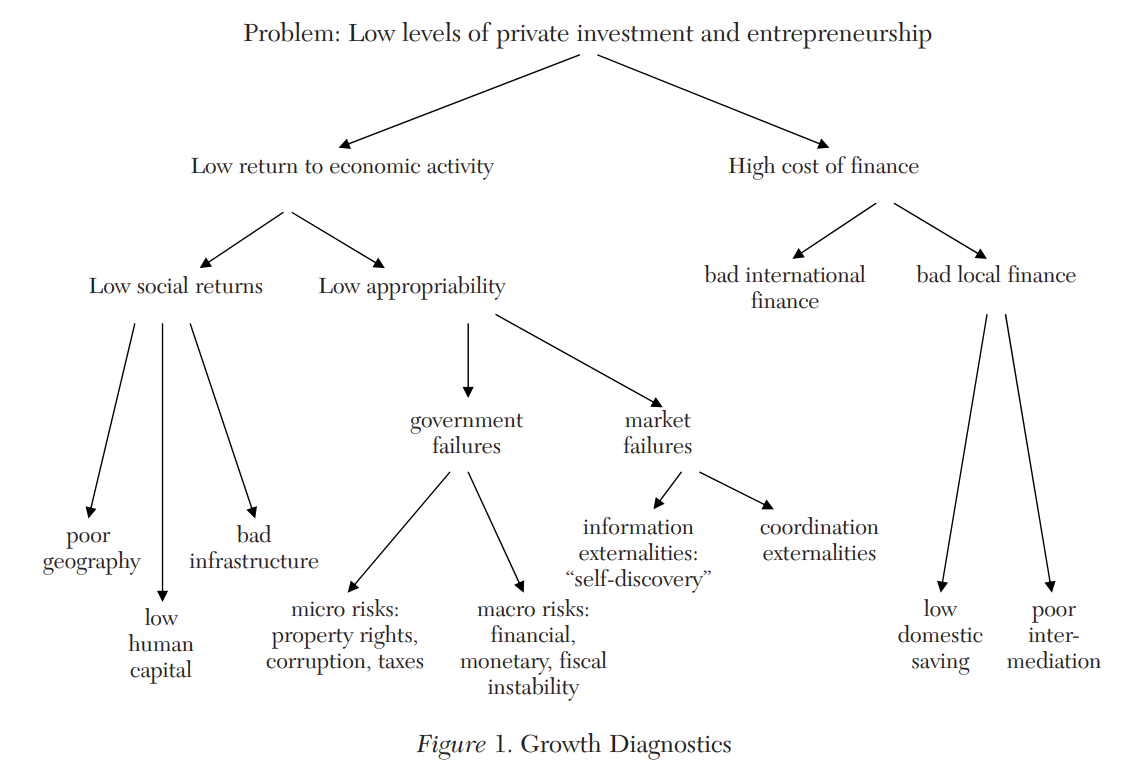 Problem: Low levels of private investment and entrepreneurship
Low return to economic activity
High cost of finance
Low social returns
Low appropriability
bad international
finance
bad local finance
government
failures
market
failures
poor
geography
low
human
capital
bad
infrastructure
micro risks:
property rights,
corruption, taxes
macro risks:
financial,
monetary, fiscal
instability
information
externalities:
“self-discovery”
coordination
externalities
low
domestic
saving
poor
inter-
mediation
Figure 1. Growth Diagnostics